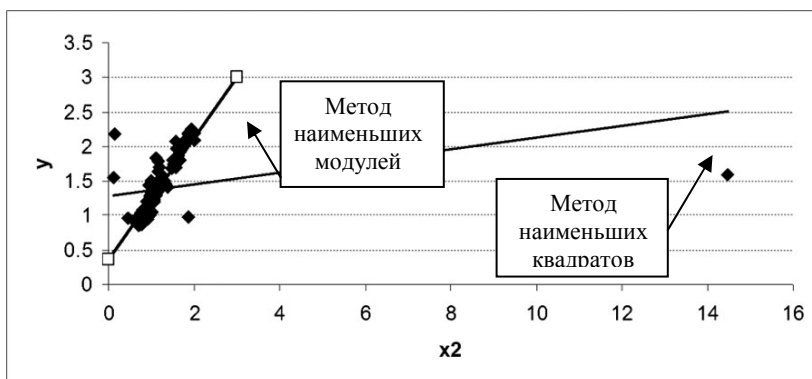 3.5
3
2.5
2
1.5
1
0.5
0
y
Метод
наименьших
модулей
Метод
наименьших
квадратов
0 2 4 6 8 10 12 14 16
x2